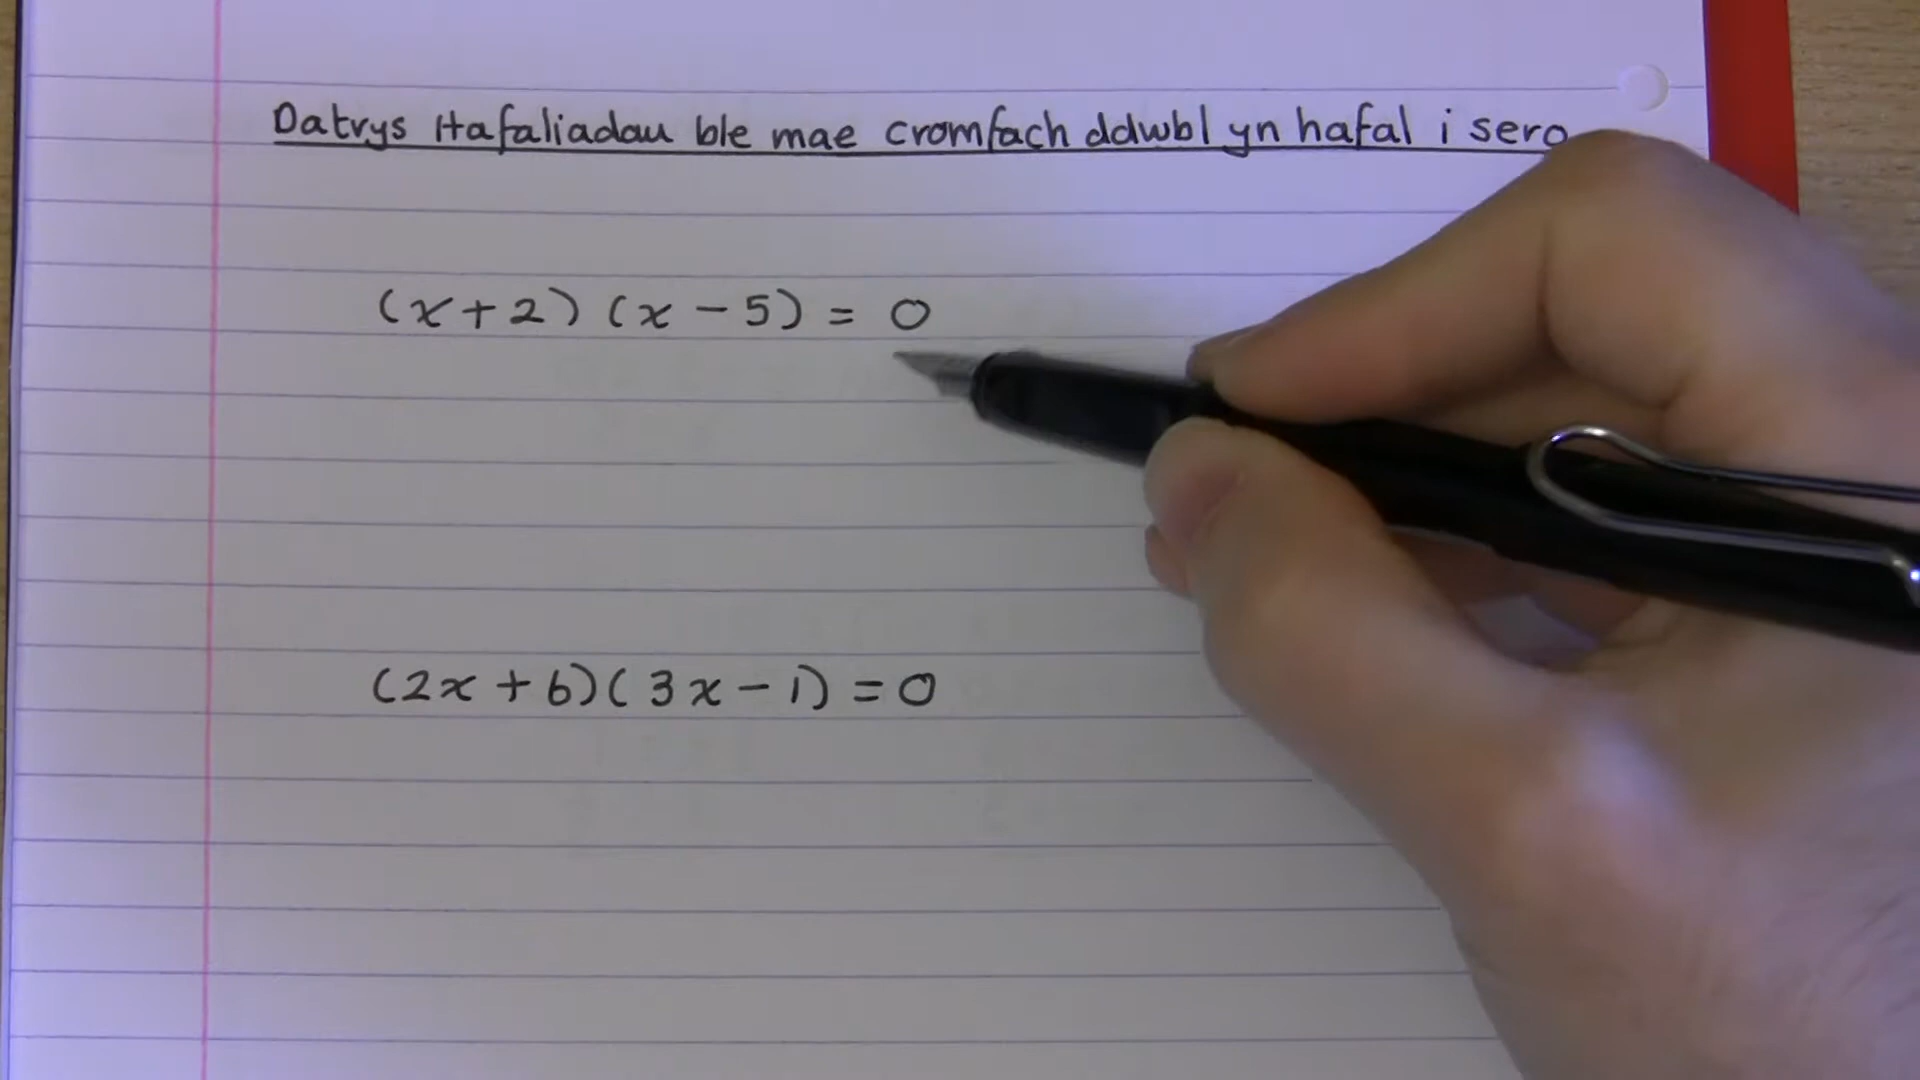 Datrys Hafaliadau ble mae cromfach ddwbl yn hafal i sero
(x+2) (x-5) = 0
(2x+6)(3x-1) = 0